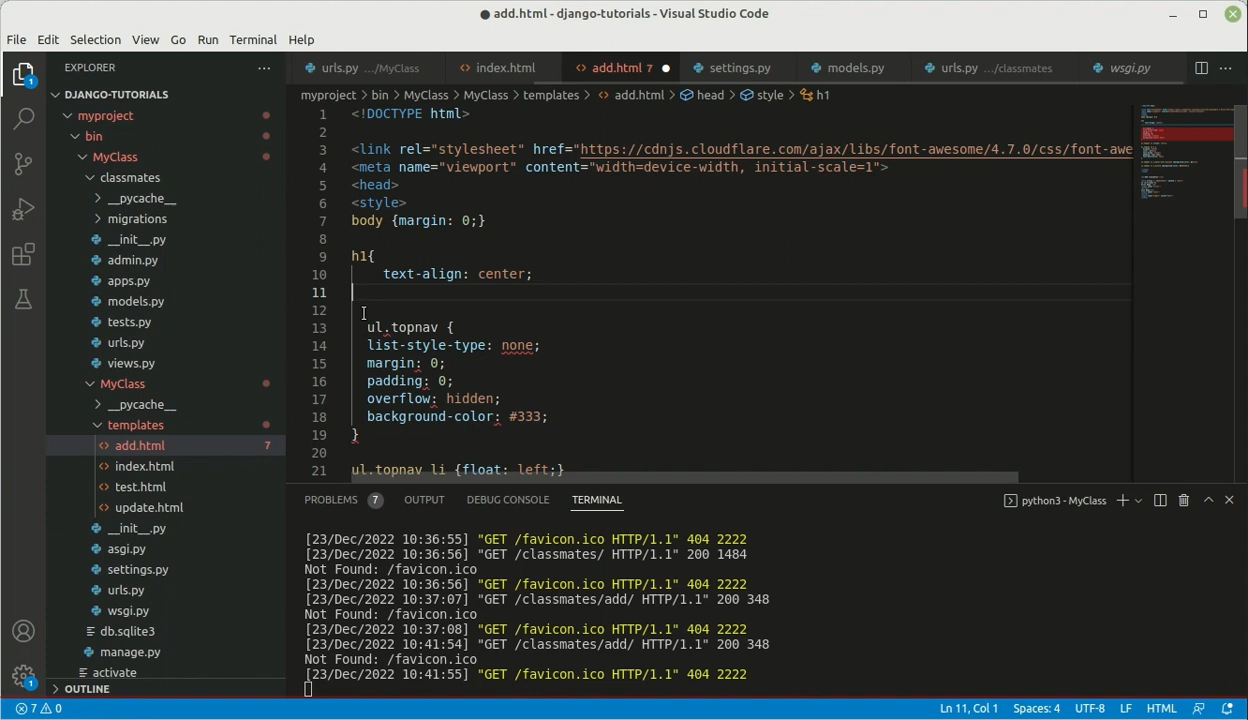 ● add.html - django-tutorials - Visual Studio Code
File Edit Selection View Go Run Terminal Help
EXPLORER ...
urls.py .../MyClass
index.html
add.html 7 ●
settings.py
models.py
urls.py .../classmates
wsgi.py
myproject > bin > MyClass > MyClass > templates > add.html > head > style > h1
1
DJANGO-TUTORIALS
myproject
bin
MyClass
classmates
__pycache__
migrations
__init__.py
admin.py
apps.py
models.py
tests.py
urls.py
views.py
MyClass
__pycache__
templates
add.html 7
index.html
test.html
update.html
__init__.py
asgi.py
settings.py
urls.py
wsgi.py
db.sqlite3
manage.py
activate
OUTLINE
1
1 <!DOCTYPE html>
2
3 <link rel="stylesheet" href="https://cdnjs.cloudflare.com/ajax/libs/font-awesome/4.7.0/css/font-awe
4 <meta name="viewport" content="width=device-width, initial-scale=1">
5 <head>
6 <style>
7 body {margin: 0;}
8
9 h1{
10 text-align: center;
11
12
13 ul.topnav {
14 list-style-type: none;
15 margin: 0;
16 padding: 0;
17 overflow: hidden;
18 background-color: #333;
19 }
20
21 ul.topnav li {float: left;}
PROBLEMS 7 OUTPUT DEBUG CONSOLE TERMINAL
python3 - MyClass
[23/Dec/2022 10:36:55] "GET /favicon.ico HTTP/1.1" 404 2222
[23/Dec/2022 10:36:56] "GET /classmates/ HTTP/1.1" 200 1484
Not Found: /favicon.ico
[23/Dec/2022 10:36:56] "GET /favicon.ico HTTP/1.1" 404 2222
[23/Dec/2022 10:37:07] "GET /classmates/add/ HTTP/1.1" 200 348
Not Found: /favicon.ico
[23/Dec/2022 10:37:08] "GET /favicon.ico HTTP/1.1" 404 2222
[23/Dec/2022 10:41:54] "GET /classmates/add/ HTTP/1.1" 200 348
Not Found: /favicon.ico
[23/Dec/2022 10:41:55] "GET /favicon.ico HTTP/1.1" 404 2222
7 0
Ln 11, Col 1 Spaces: 4 UTF-8 LF HTML